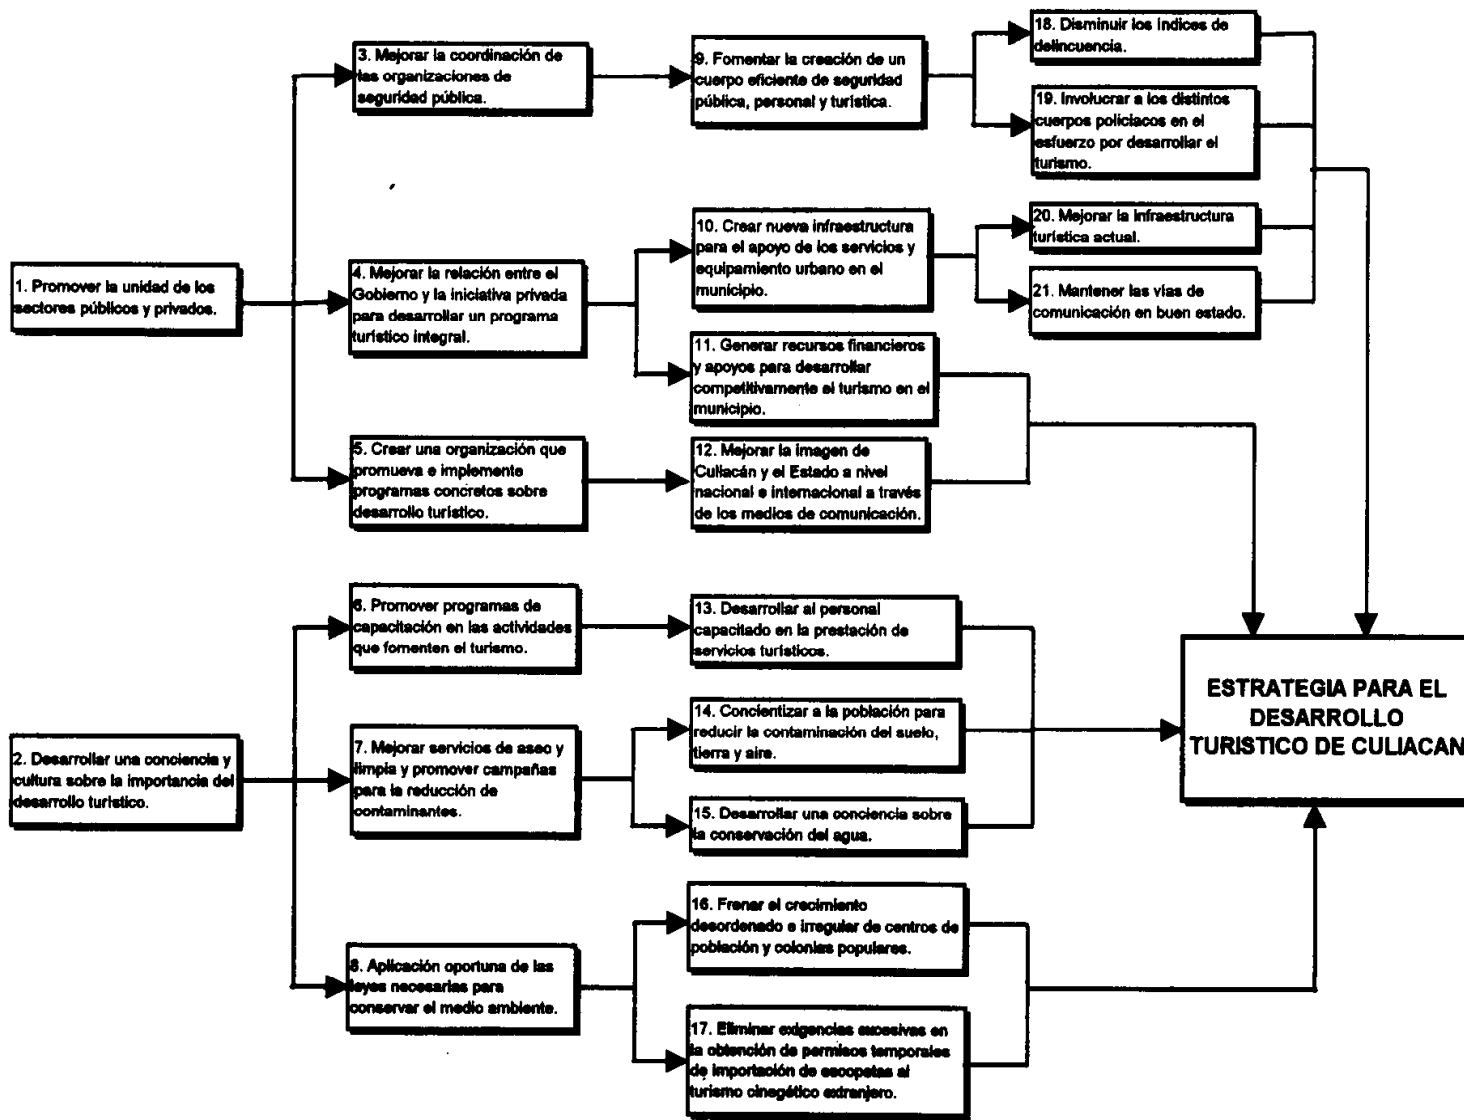 1. Promover la unidad de los
sectores públicos y privados.
2. Desarrollar una conciencia y
cultura sobre la importancia del
desarrollo turístico.
3. Mejorar la coordinación de
las organizaciones de
seguridad pública.
4. Mejorar la relación entre el
Gobierno y la iniciativa privada
para desarrollar un programa
turístico integral.
5. Crear una organización que
promueva e implemente
programas concretos sobre
desarrollo turístico.
6. Promover programas de
capacitación en las actividades
que fomenten el turismo.
7. Mejorar servicios de aseo y
limpia y promover campañas
para la reducción de
contaminantes.
8. Aplicación oportuna de las
leyes necesarias para
conservar el medio ambiente.
9. Fomentar la creación de un
cuerpo eficiente de seguridad
pública, personal y turística.
10. Crear nueva infraestructura
para el apoyo de los servicios y
equipamiento urbano en el
municipio.
11. Generar recursos financieros
y apoyos para desarrollar
competitivamente el turismo en el
municipio.
12. Mejorar la imagen de
Culiacán y el Estado a nivel
nacional e internacional a través
de los medios de comunicación.
13. Desarrollar al personal
capacitado en la prestación de
servicios turísticos.
14. Concientizar a la población para
reducir la contaminación del suelo,
tierra y aire.
15. Desarrollar una conciencia sobre
la conservación del agua.
16. Frenar el crecimiento
desordenado e irregular de centros de
población y colonias populares.
17. Eliminar exigencias excesivas en
la obtención de permisos temporales
de importación de escopetas al
turismo cinegético extranjero.
18. Disminuir los índices de
delincuencia.
19. Involucrar a los distintos
cuerpos policiacos en el
esfuerzo por desarrollar el
turismo.
20. Mejorar la infraestructura
turística actual.
21. Mantener las vías de
comunicación en buen estado.
ESTRATEGIA PARA EL
DESARROLLO
TURISTICO DE CULIACAN